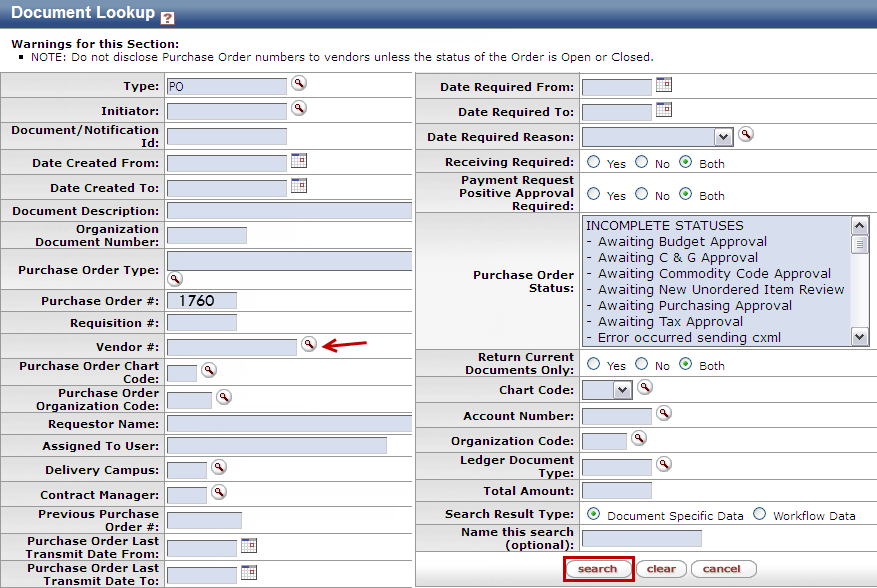 Document Lookup ?
Warnings for this Section:
NOTE: Do not disclose Purchase Order numbers to vendors unless the status of the Order is Open or Closed.
Type: PO
Initiator:
Document/Notification
Id:
Date Created From:
Date Created To:
Document Description:
Organization
Document Number:
Purchase Order Type:
Purchase Order #: 1760
Requisition #:
Vendor #:
Purchase Order Chart
Code:
Purchase Order
Organization Code:
Requestor Name:
Assigned To User:
Delivery Campus:
Contract Manager:
Previous Purchase
Order #:
Purchase Order Last
Transmit Date From:
Purchase Order Last
Transmit Date To:
Date Required From:
Date Required To:
Date Required Reason:
Receiving Required: Yes No Both
Payment Request
Positive Approval
Required:
Yes No Both
Purchase Order
Status:
INCOMPLETE STATUSES
- Awaiting Budget Approval
- Awaiting C & G Approval
- Awaiting Commodity Code Approval
- Awaiting New Unordered Item Review
- Awaiting Purchasing Approval
- Awaiting Tax Approval
- Error occurred sending cxml
Return Current
Documents Only:
Yes No Both
Chart Code:
Account Number:
Organization Code:
Ledger Document
Type:
Total Amount:
Search Result Type: Document Specific Data Workflow Data
Name this search
(optional):
search clear cancel